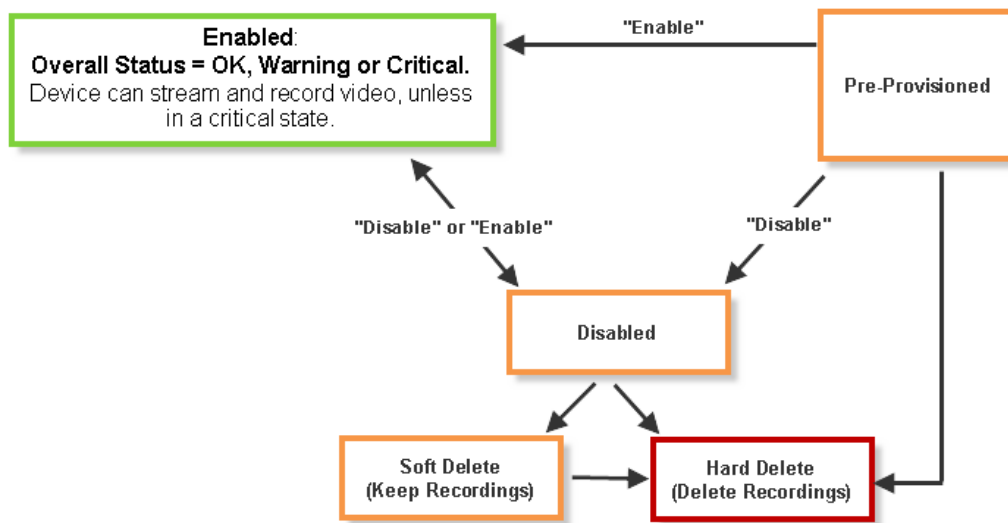 "Enable"
Enabled:
Overall Status = OK, Warning or Critical.
Device can stream and record video, unless
in a critical state.
Pre-Provisioned
"Disable" or "Enable"
"Disable"
Disabled
Soft Delete
(Keep Recordings)
Hard Delete
(Delete Recordings)